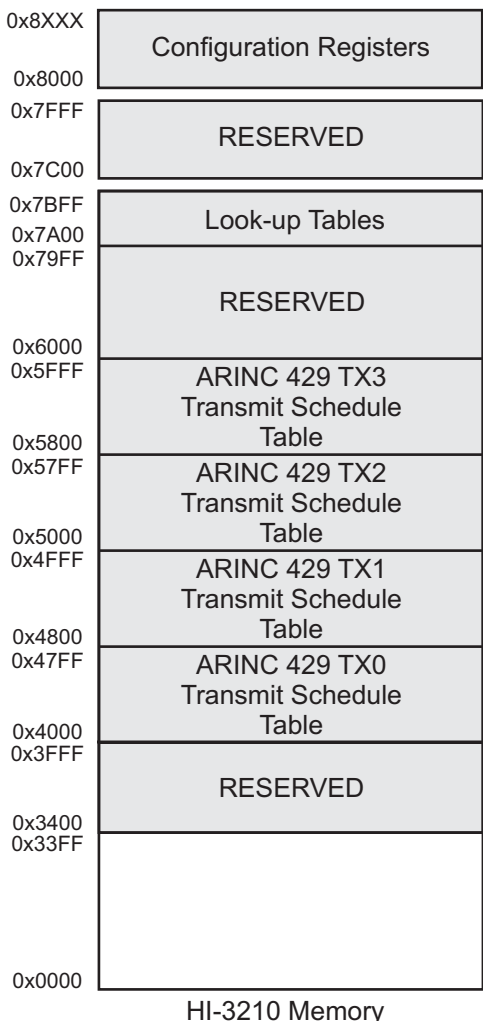 0x8XXX
Configuration Registers
0x8000
0x7FFF
RESERVED
0x7C00
0x7BFF
Look-up Tables
0x7A00
0x79FF
RESERVED
0x6000
0x5FFF
ARINC 429 TX3
Transmit Schedule
Table
0x5800
0x57FF
ARINC 429 TX2
Transmit Schedule
Table
0x5000
0x4FFF
ARINC 429 TX1
Transmit Schedule
Table
0x4800
0x47FF
ARINC 429 TX0
Transmit Schedule
Table
0x4000
0x3FFF
RESERVED
0x3400
0x33FF
0x0000
HI-3210 Memory